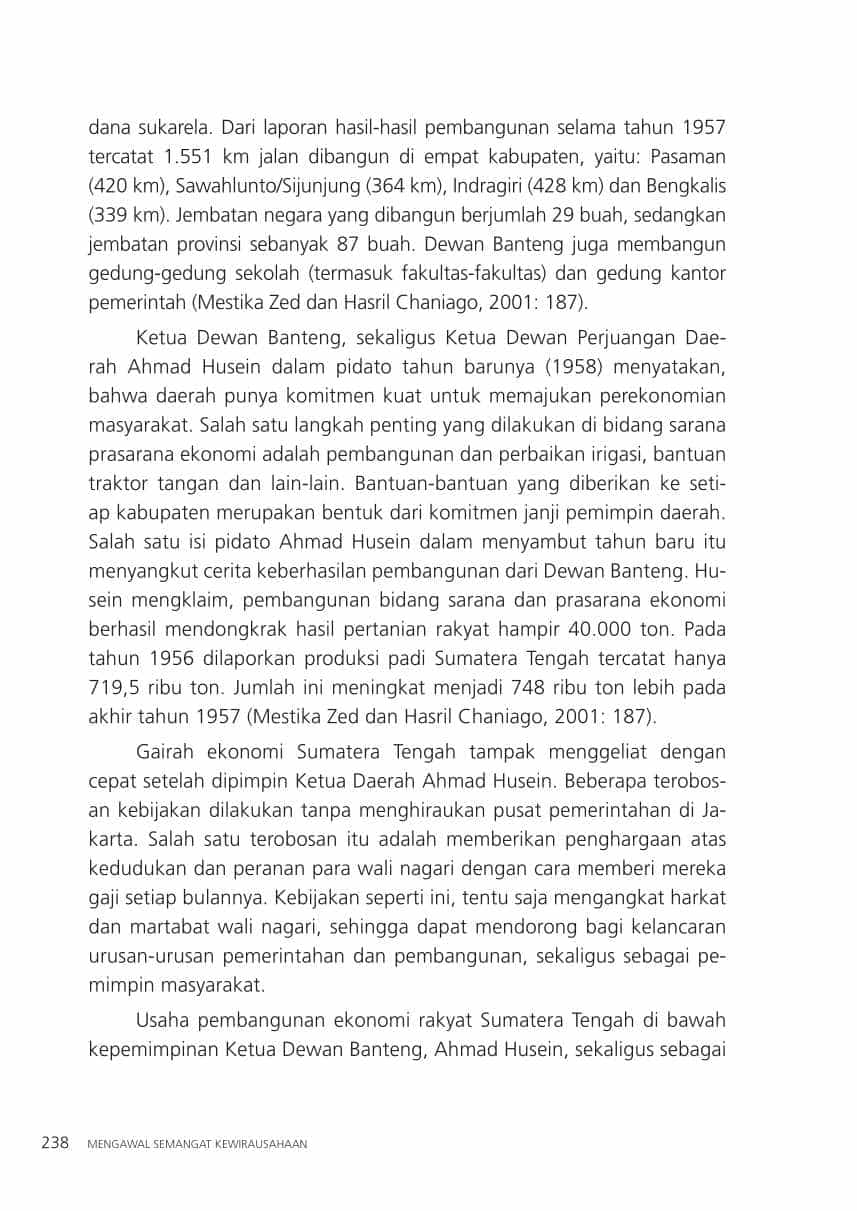 dana sukarela. Dari laporan hasil-hasil pembangunan selama tahun 1957
tercatat 1.551 km jalan dibangun di empat kabupaten, yaitu: Pasaman
(420 km), Sawahlunto/Sijunjung (364 km), Indragiri (428 km) dan Bengkalis
(339 km). Jembatan negara yang dibangun berjumlah 29 buah, sedangkan
jembatan provinsi sebanyak 87 buah. Dewan Banteng juga membangun
gedung-gedung sekolah (termasuk fakultas-fakultas) dan gedung kantor
pemerintah (Mestika Zed dan Hasril Chaniago, 2001: 187).
Ketua Dewan Banteng, sekaligus Ketua Dewan Perjuangan Dae-
rah Ahmad Husein dalam pidato tahun barunya (1958) menyatakan,
bahwa daerah punya komitmen kuat untuk memajukan perekonomian
masyarakat. Salah satu langkah penting yang dilakukan di bidang sarana
prasarana ekonomi adalah pembangunan dan perbaikan irigasi, bantuan
traktor tangan dan lain-lain. Bantuan-bantuan yang diberikan ke seti-
ap kabupaten merupakan bentuk dari komitmen janji pemimpin daerah.
Salah satu isi pidato Ahmad Husein dalam menyambut tahun baru itu
menyangkut cerita keberhasilan pembangunan dari Dewan Banteng. Hu-
sein mengklaim, pembangunan bidang sarana dan prasarana ekonomi
berhasil mendongkrak hasil pertanian rakyat hampir 40.000 ton. Pada
tahun 1956 dilaporkan produksi padi Sumatera Tengah tercatat hanya
719,5 ribu ton. Jumlah ini meningkat menjadi 748 ribu ton lebih pada
akhir tahun 1957 (Mestika Zed dan Hasril Chaniago, 2001: 187).
Gairah ekonomi Sumatera Tengah tampak menggeliat dengan
cepat setelah dipimpin Ketua Daerah Ahmad Husein. Beberapa terobos-
an kebijakan dilakukan tanpa menghiraukan pusat pemerintahan di Ja-
karta. Salah satu terobosan itu adalah memberikan penghargaan atas
kedudukan dan peranan para wali nagari dengan cara memberi mereka
gaji setiap bulannya. Kebijakan seperti ini, tentu saja mengangkat harkat
dan martabat wali nagari, sehingga dapat mendorong bagi kelancaran
urusan-urusan pemerintahan dan pembangunan, sekaligus sebagai pe-
mimpin masyarakat.
Usaha pembangunan ekonomi rakyat Sumatera Tengah di bawah
kepemimpinan Ketua Dewan Banteng, Ahmad Husein, sekaligus sebagai
238 MENGAWAL SEMANGAT KEWIRAUSAHAAN